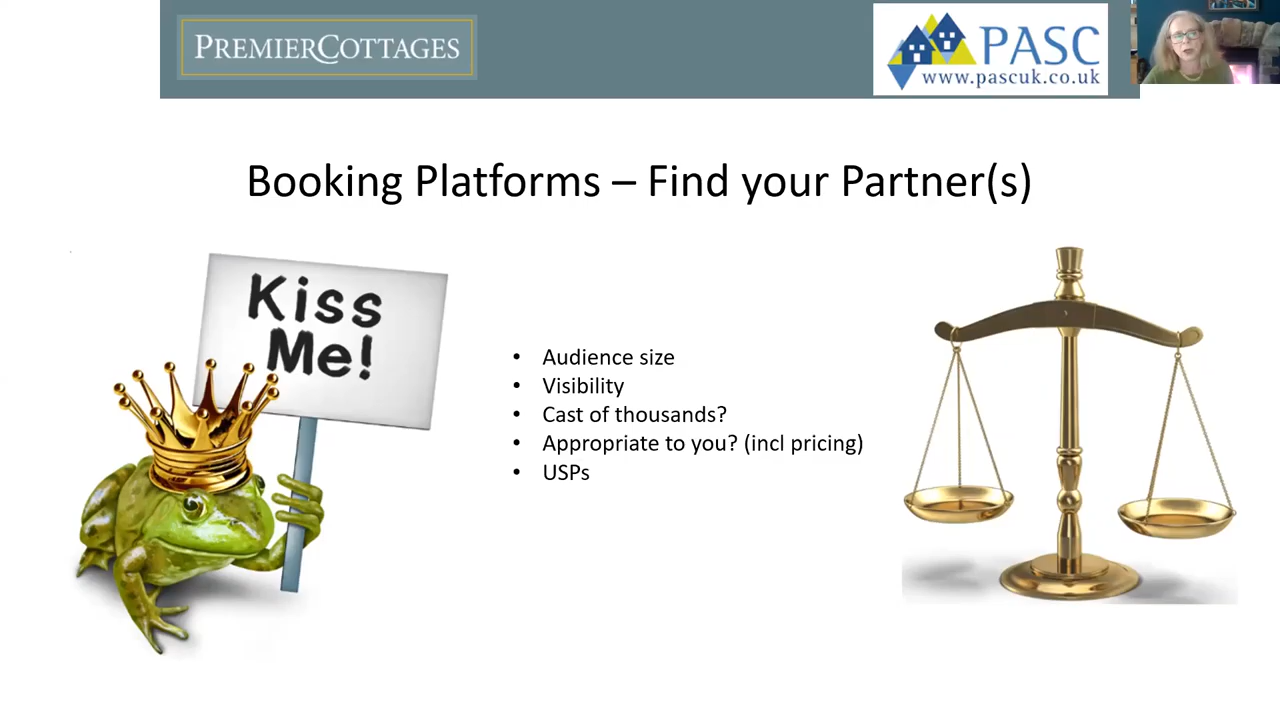 PREMIERCOTTAGES
PASC
www.pascuk.co.uk
Booking Platforms – Find your Partner(s)
Kiss
Me!
• Audience size
• Visibility
• Cast of thousands?
• Appropriate to you? (incl pricing)
• USPs